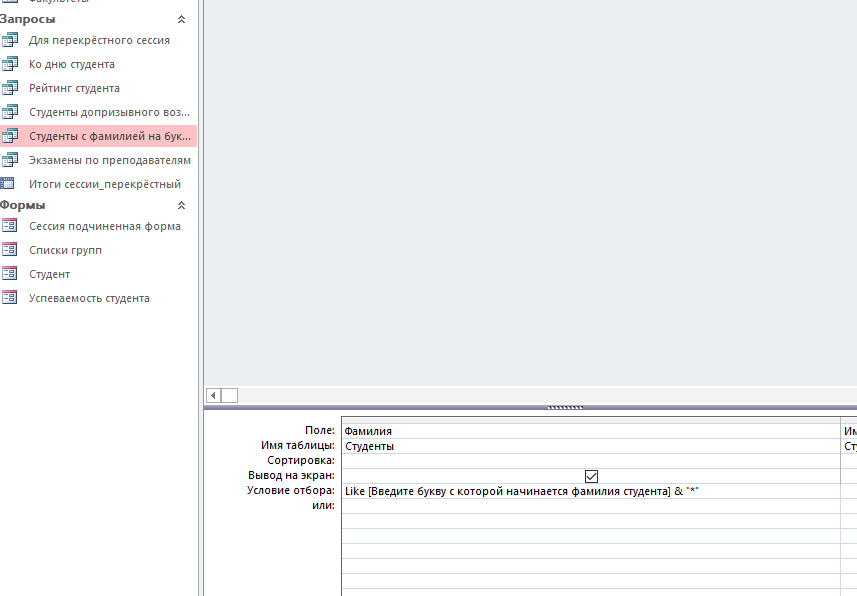 Факультеты
Запросы
Для перекрёстного сессия
Ко дню студента
Рейтинг студента
Студенты допризывного воз...
Студенты с фамилией на бук...
Экзамены по преподавателям
Итоги сессии_перекрёстный
Формы
Сессия подчиненная форма
Списки групп
Студент
Успеваемость студента
Поле: Фамилия
Имя таблицы: Студенты
Сортировка:
Вывод на экран:
Условие отбора: Like [Введите букву с которой начинается фамилия студента] & "*"
или: